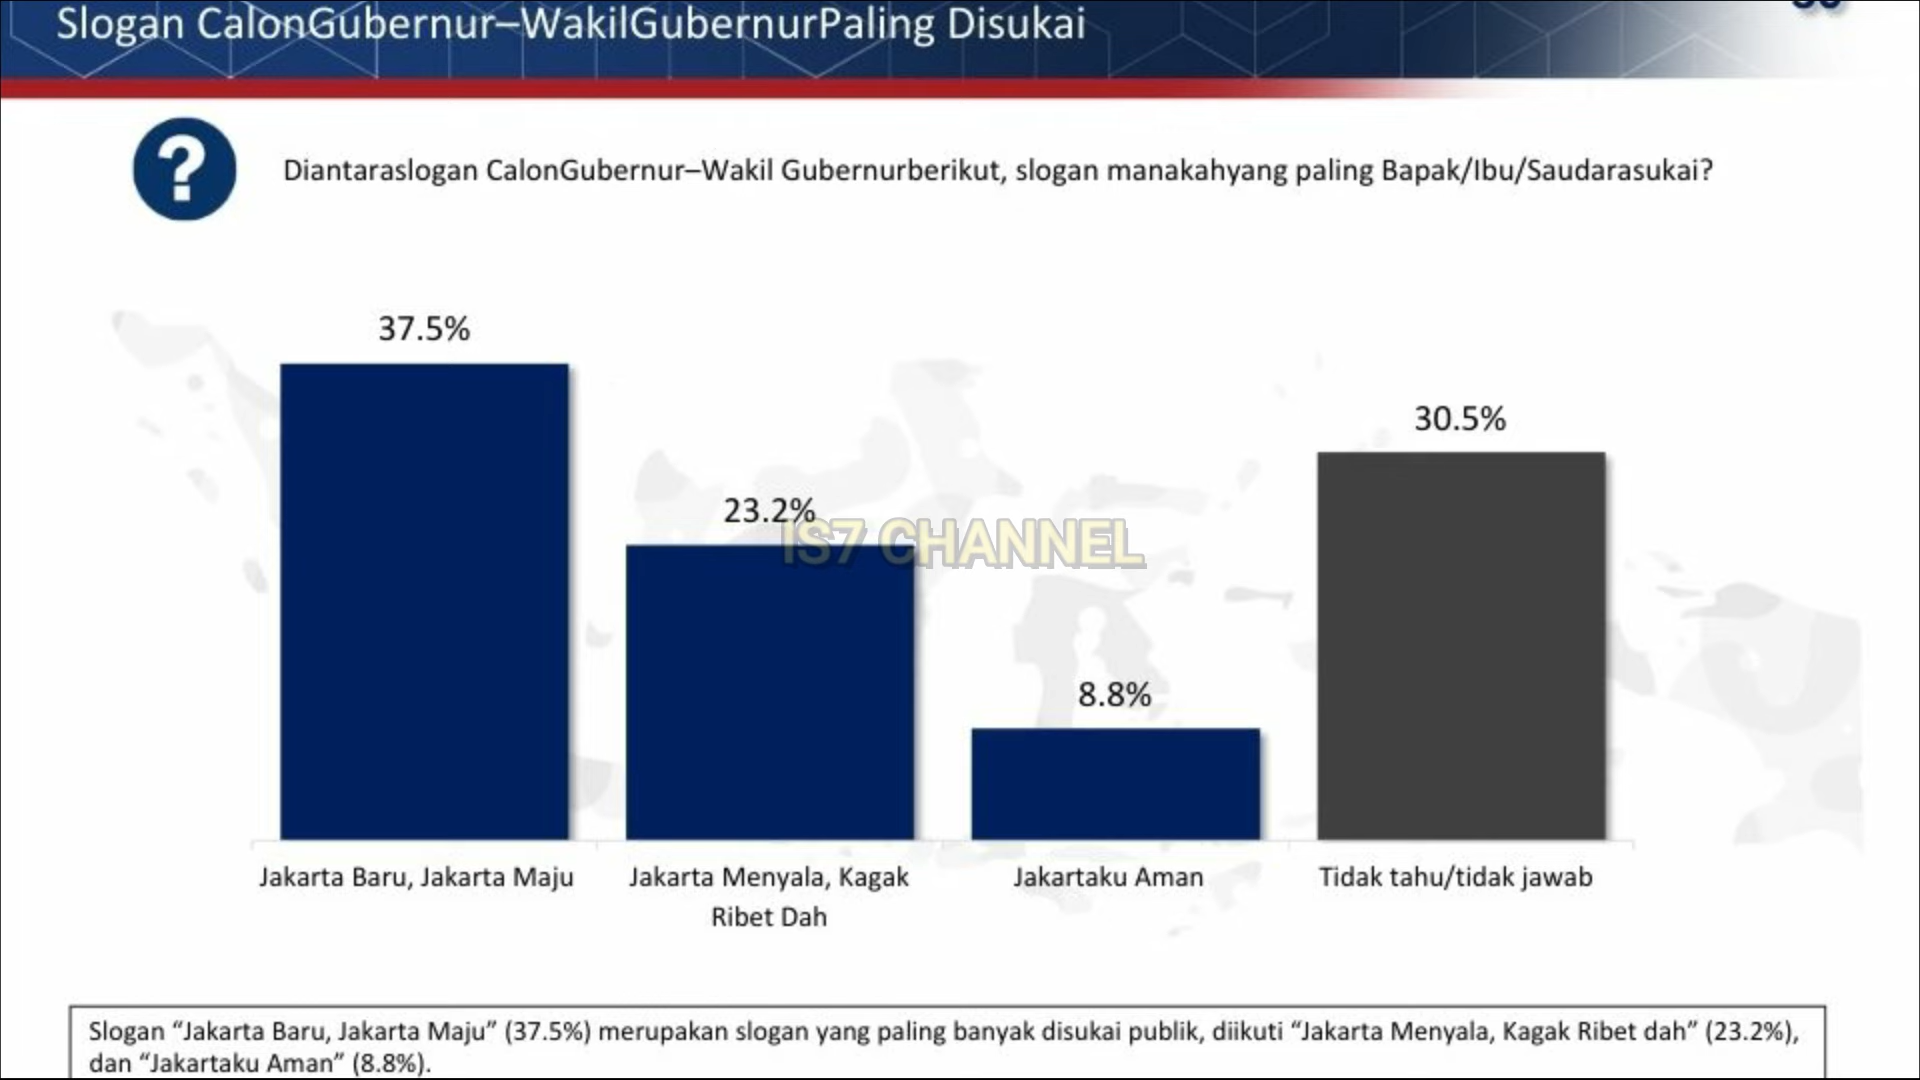 Slogan CalonGubernur–WakilGubernurPaling Disukai
?
Diantaraslogan CalonGubernur–Wakil Gubernurberikut, slogan manakahyang paling Bapak/Ibu/Saudarasukai?
37.5%
23.2%
8.8%
30.5%
IS7 CHANNEL
Jakarta Baru, Jakarta Maju
Jakarta Menyala, Kagak
Ribet Dah
Jakartaku Aman
Tidak tahu/tidak jawab
Slogan “Jakarta Baru, Jakarta Maju” (37.5%) merupakan slogan yang paling banyak disukai publik, diikuti “Jakarta Menyala, Kagak Ribet dah” (23.2%),
dan “Jakartaku Aman” (8.8%).